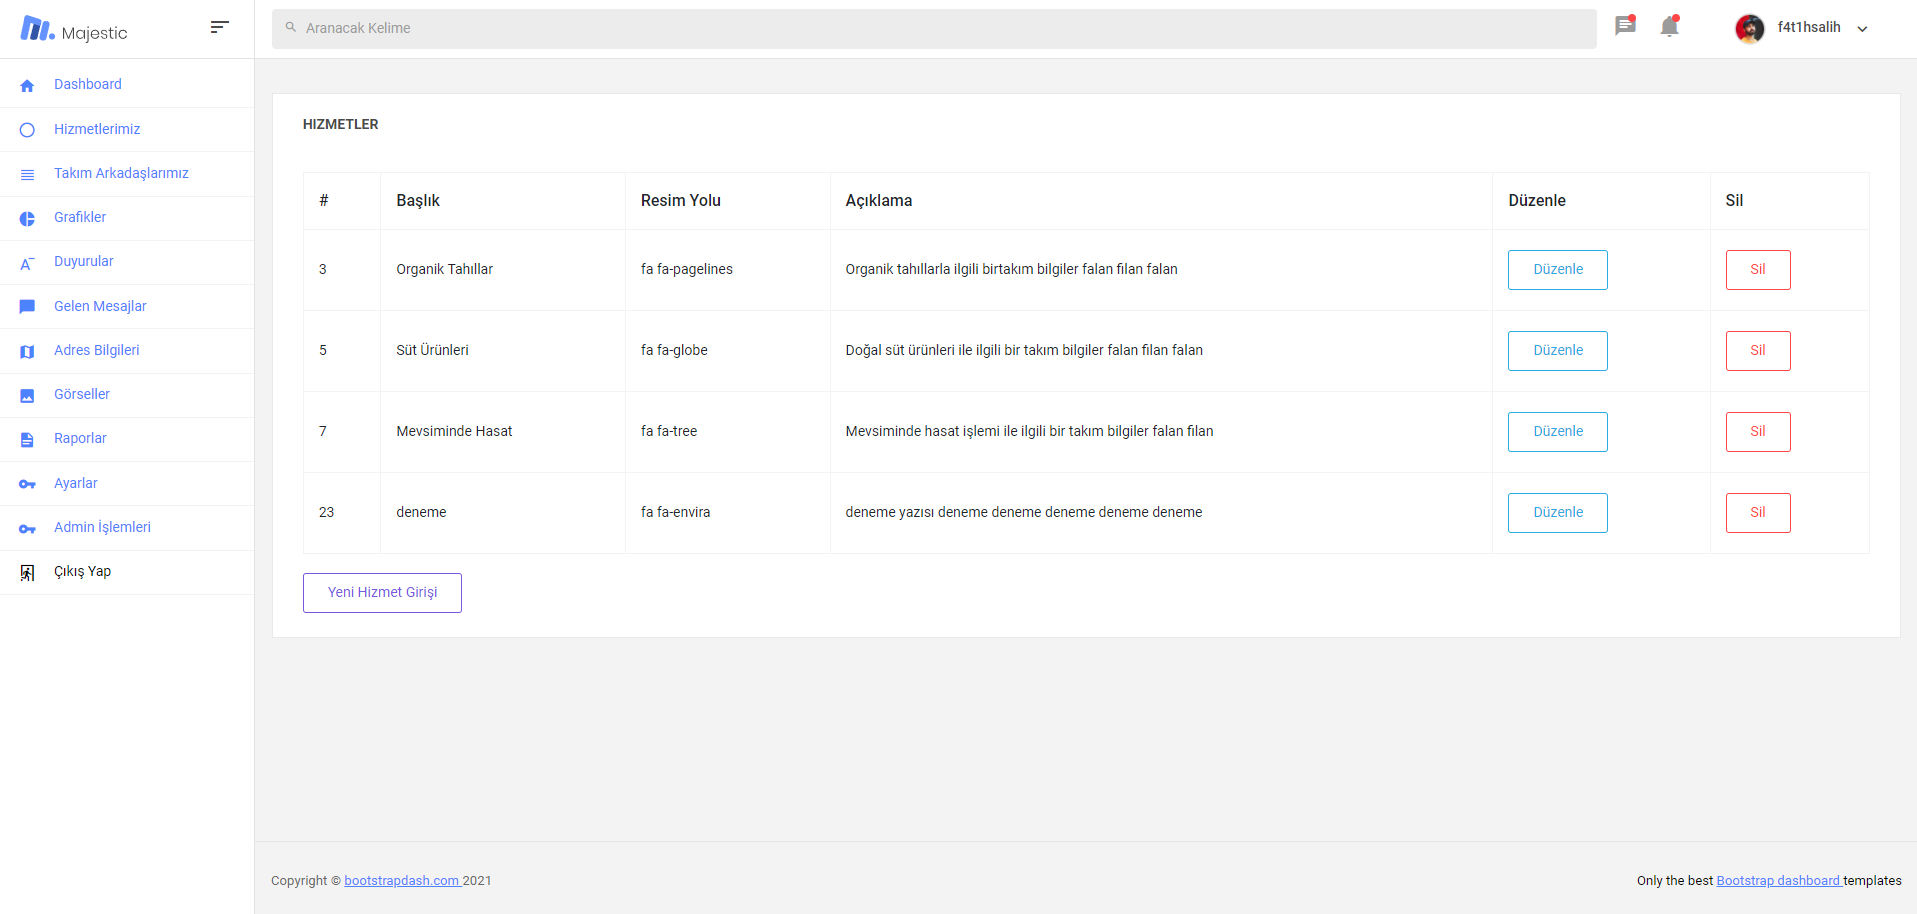 Majestic
Aranacak Kelime
f4t1hsalih
Dashboard
Hizmetlerimiz
Takım Arkadaşlarımız
Grafikler
Duyurular
Gelen Mesajlar
Adres Bilgileri
Görseller
Raporlar
Ayarlar
Admin İşlemleri
Çıkış Yap
HIZMETLER
# Başlık Resim Yolu Açıklama Düzenle Sil
3 Organik Tahıllar fa fa-pagelines Organik tahıllarla ilgili birtakım bilgiler falan filan falan Düzenle Sil
5 Süt Ürünleri fa fa-globe Doğal süt ürünleri ile ilgili bir takım bilgiler falan filan falan Düzenle Sil
7 Mevsiminde Hasat fa fa-tree Mevsiminde hasat işlemi ile ilgili bir takım bilgiler falan filan Düzenle Sil
23 deneme fa fa-envira deneme yazısı deneme deneme deneme deneme deneme Düzenle Sil
Yeni Hizmet Girişi
Copyright © bootstrapdash.com 2021
Only the best Bootstrap dashboard templates